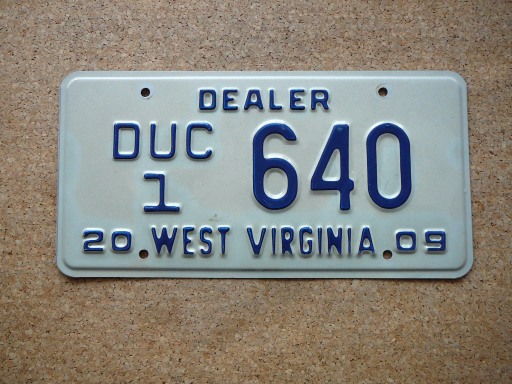 DEALER
DUC 640
1
20 WEST VIRGINIA 09